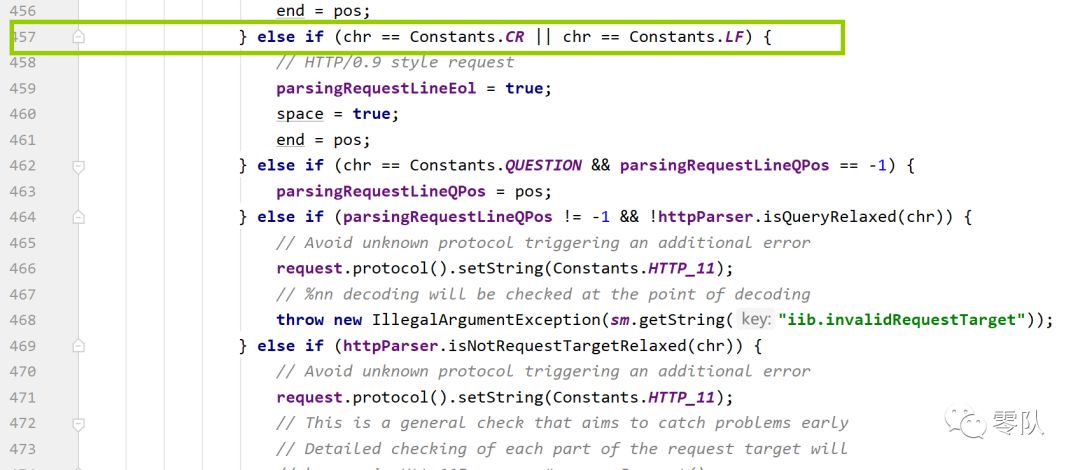 456 end = pos;
457 } else if (chr == Constants.CR || chr == Constants.LF) {
458 // HTTP/0.9 style request
459 parsingRequestLineEol = true;
460 space = true;
461 end = pos;
462 } else if (chr == Constants.QUESTION && parsingRequestLineQPos == -1) {
463 parsingRequestLineQPos = pos;
464 } else if (parsingRequestLineQPos != -1 && !httpParser.isQueryRelaxed(chr)) {
465 // Avoid unknown protocol triggering an additional error
466 request.protocol().setString(Constants.HTTP_11);
467 // %nn decoding will be checked at the point of decoding
468 throw new IllegalArgumentException(sm.getString( key: "iib.invalidRequestTarget"));
469 } else if (httpParser.isNotRequestTargetRelaxed(chr)) {
470 // Avoid unknown protocol triggering an additional error
471 request.protocol().setString(Constants.HTTP_11);
472 // This is a general check that aims to catch problems early
473 // Detailed checking of each part of the request target will
零队